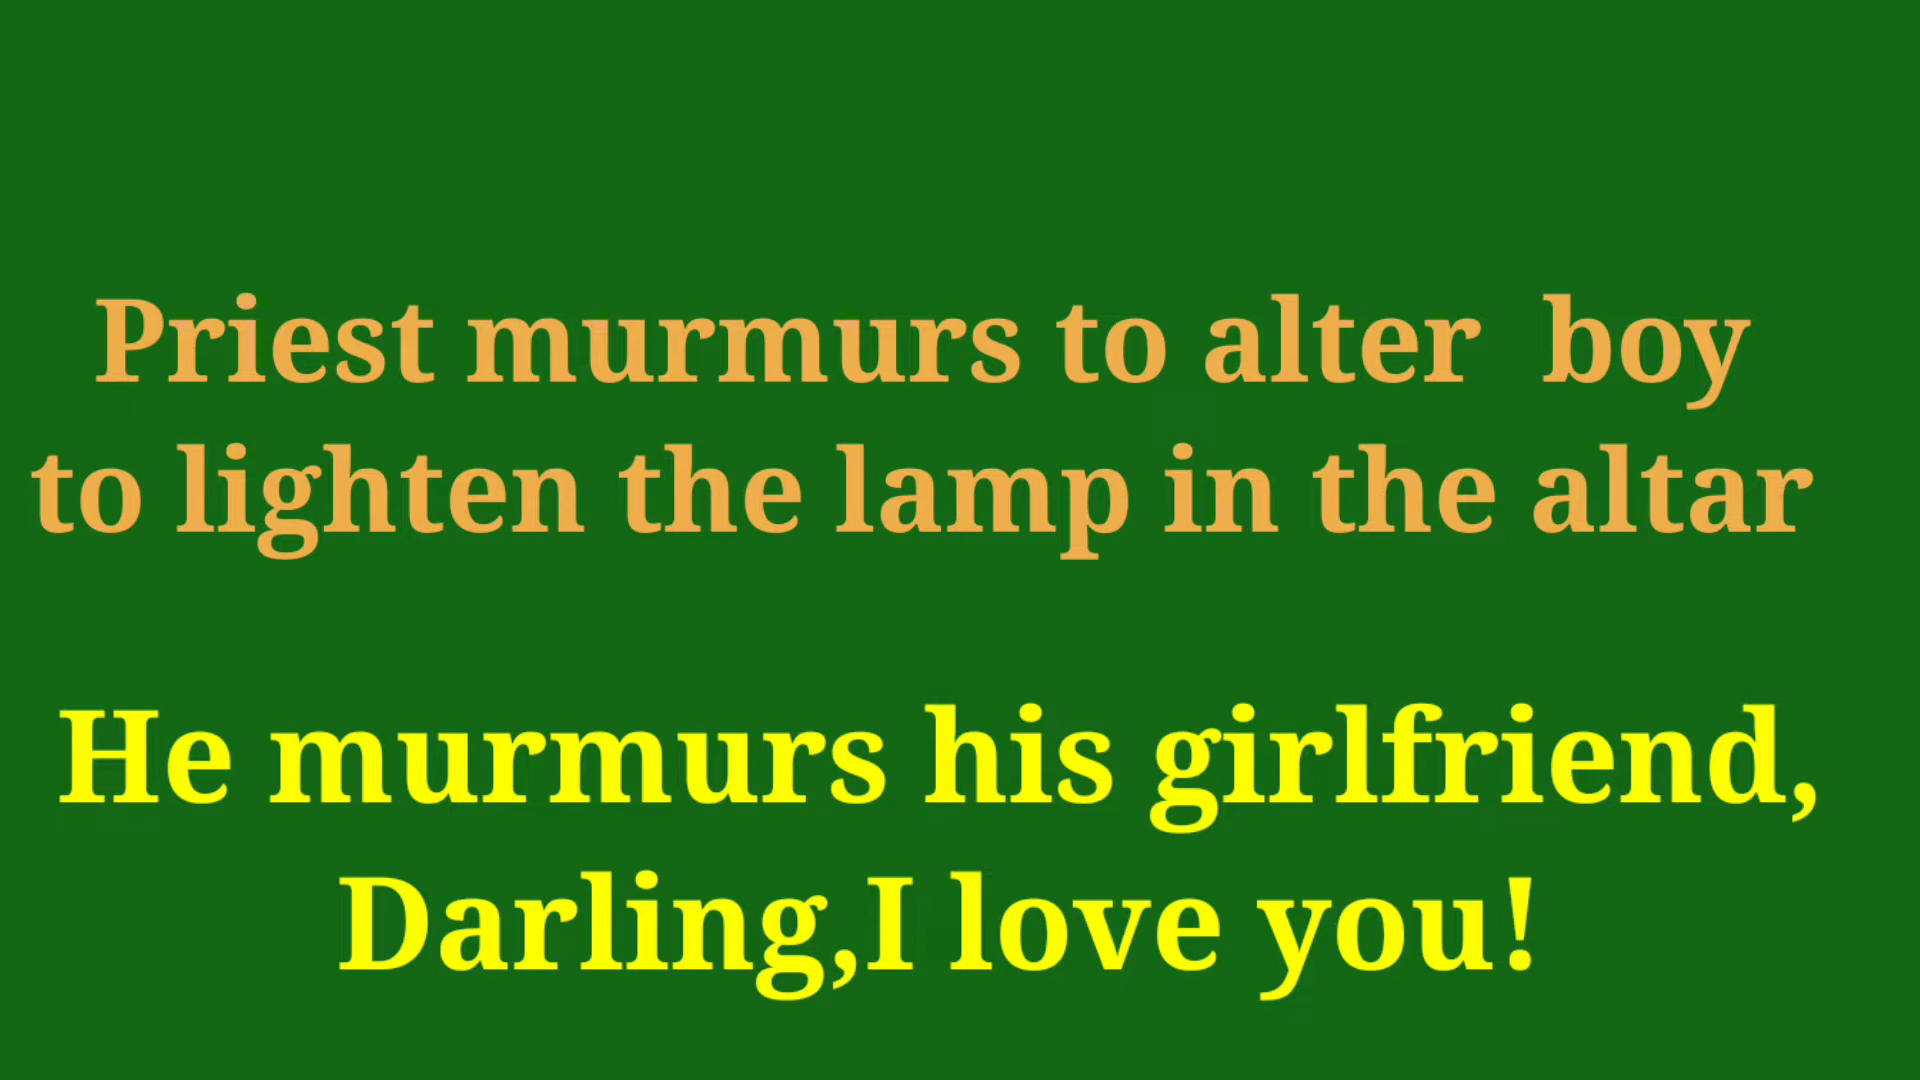 Priest murmurs to alter  boy
to lighten the lamp in the altar
He murmurs his girlfriend,
Darling,I love you!